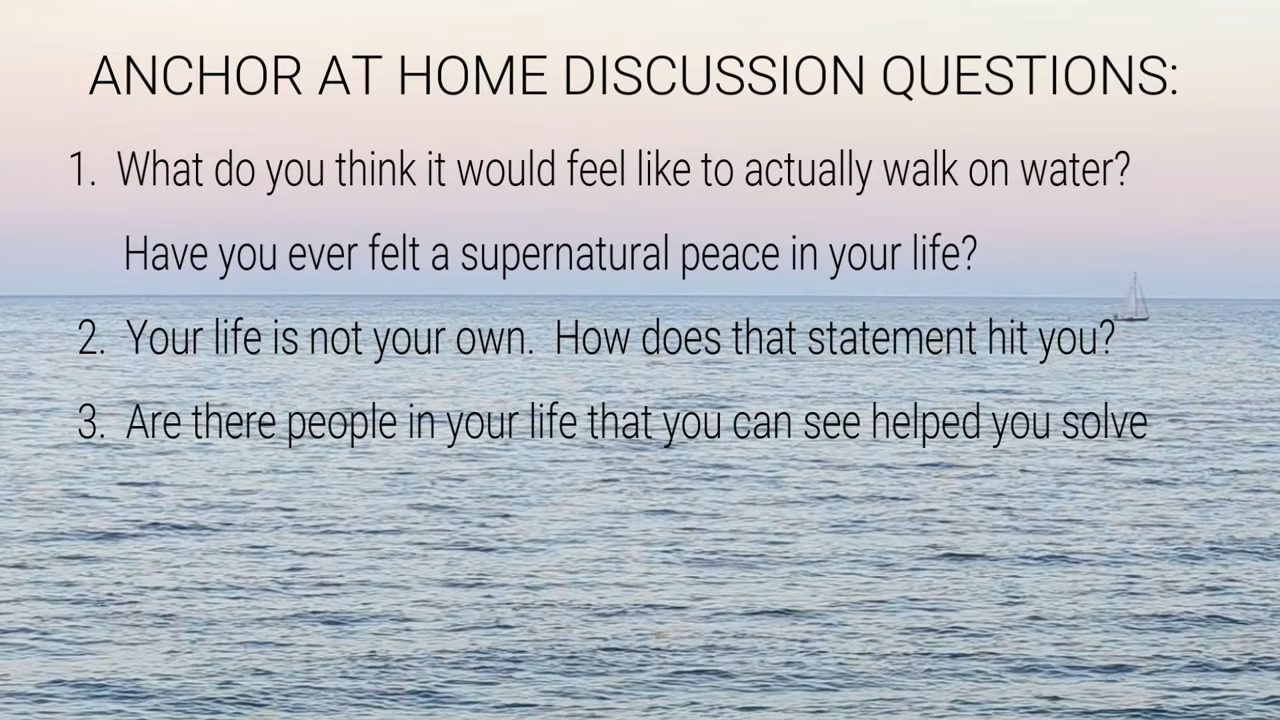 ANCHOR AT HOME DISCUSSION QUESTIONS:
1. What do you think it would feel like to actually walk on water?
Have you ever felt a supernatural peace in your life?
2. Your life is not your own. How does that statement hit you?
3. Are there people in your life that you can see helped you solve